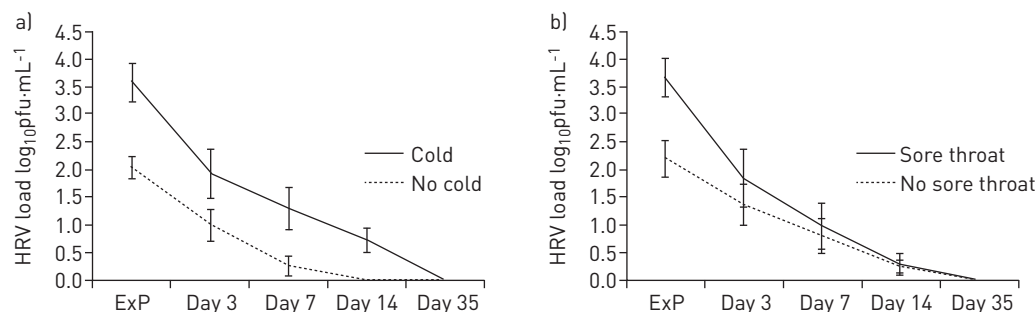 a)
HRV load log10pfu·mL–1
4.5
4.0
3.5
3.0
2.5
2.0
1.5
1.0
0.5
0.0
Cold
No cold
ExP Day 3 Day 7 Day 14 Day 35
b)
HRV load log10pfu·mL–1
4.5
4.0
3.5
3.0
2.5
2.0
1.5
1.0
0.5
0.0
Sore throat
No sore throat
ExP Day 3 Day 7 Day 14 Day 35